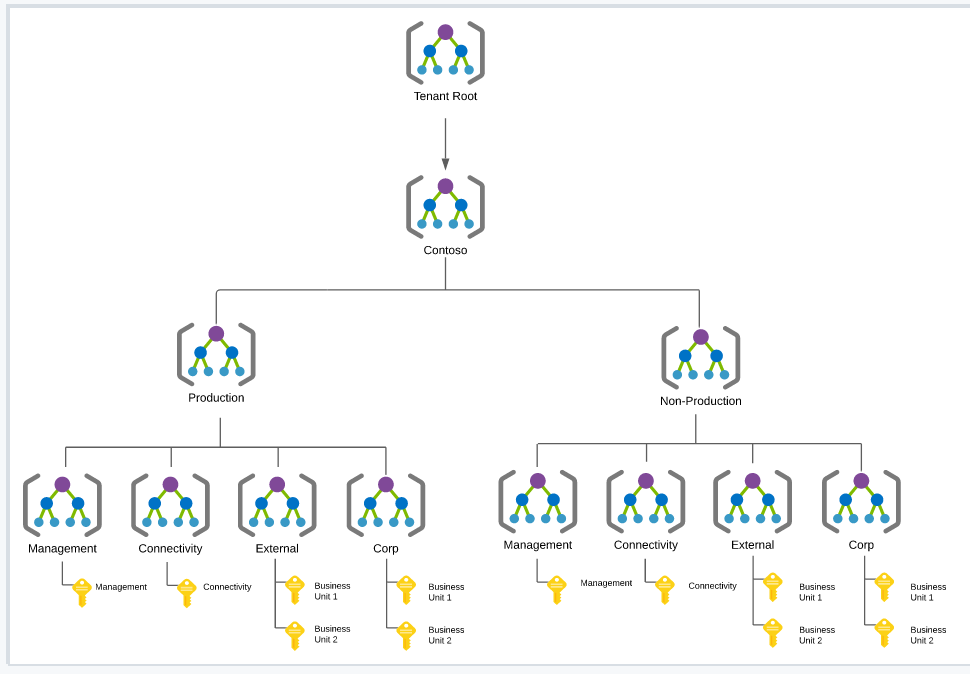 Tenant Root
Contoso
Production
Non-Production
Management
Connectivity
External
Corp
Management
Connectivity
External
Corp
Management
Connectivity
Business
Unit 1
Business
Unit 1
Management
Connectivity
Business
Unit 1
Business
Unit 1
Business
Unit 2
Business
Unit 2
Business
Unit 2
Business
Unit 2